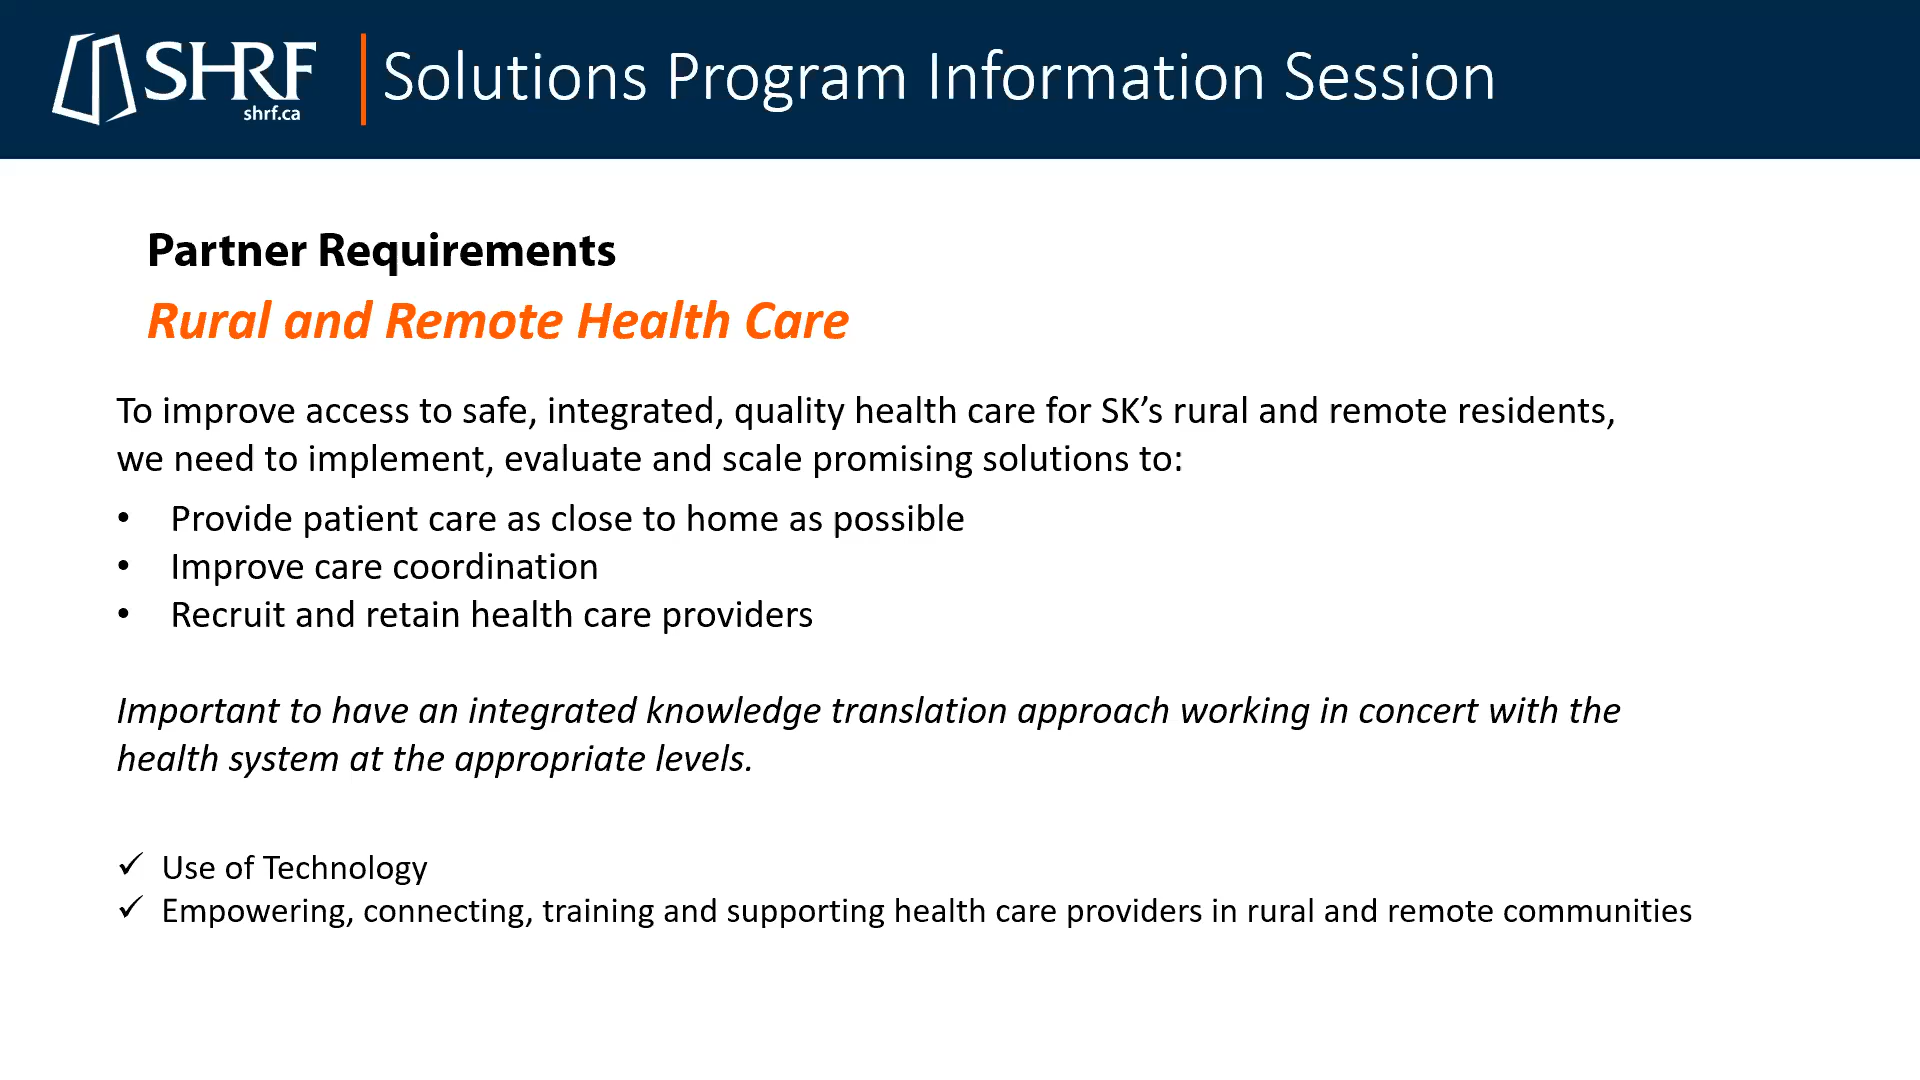 SHRF
shrf.ca
Solutions Program Information Session
Partner Requirements
Rural and Remote Health Care
To improve access to safe, integrated, quality health care for SK’s rural and remote residents,
we need to implement, evaluate and scale promising solutions to:
• Provide patient care as close to home as possible
• Improve care coordination
• Recruit and retain health care providers
Important to have an integrated knowledge translation approach working in concert with the
health system at the appropriate levels.
✓ Use of Technology
✓ Empowering, connecting, training and supporting health care providers in rural and remote communities